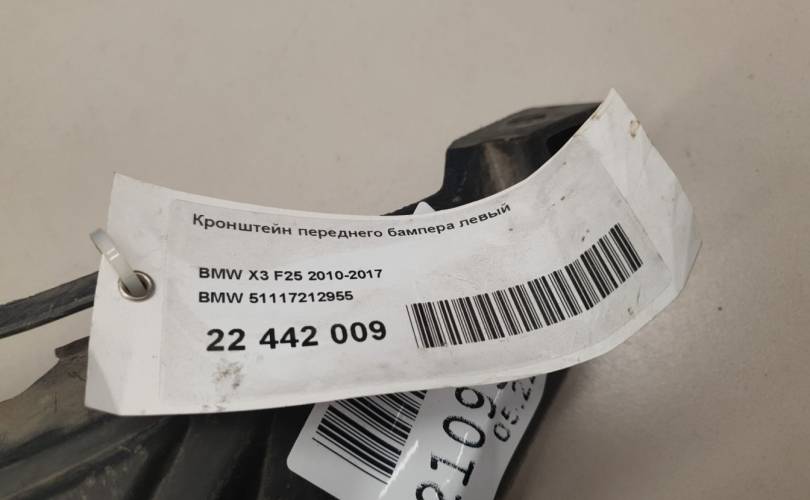 Кронштейн переднего бампера левый
BMW X3 F25 2010-2017
BMW 51117212955
22 442 009